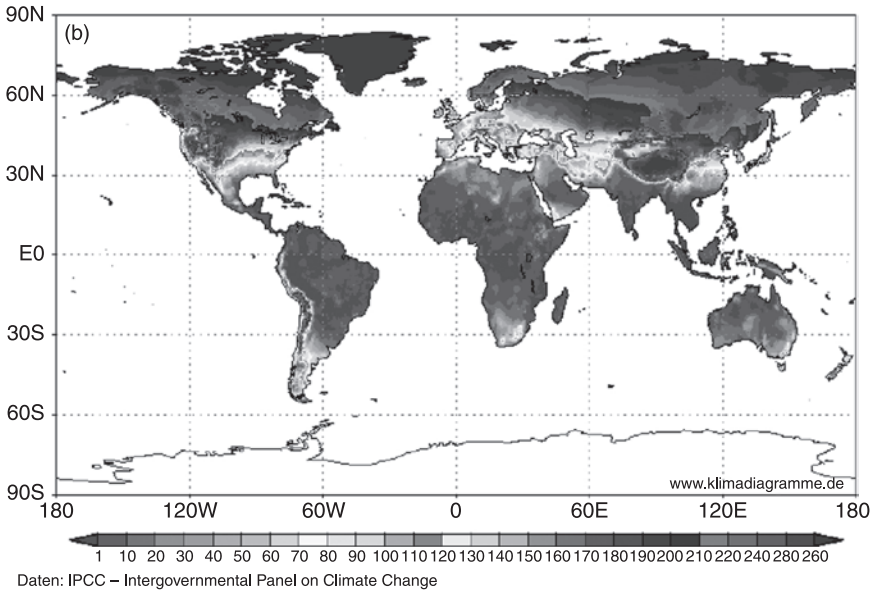 90N
(b)
60N
30N
E0
30S
60S
90S
www.klimadiagramme.de
180 120W 60W 0 60E 120E 180
1 10 20 30 40 50 60 70 80 90 100 110 120 130 140 150 160 170 180 190 200 210 220 240 280 260
Daten: IPCC – Intergovernmental Panel on Climate Change